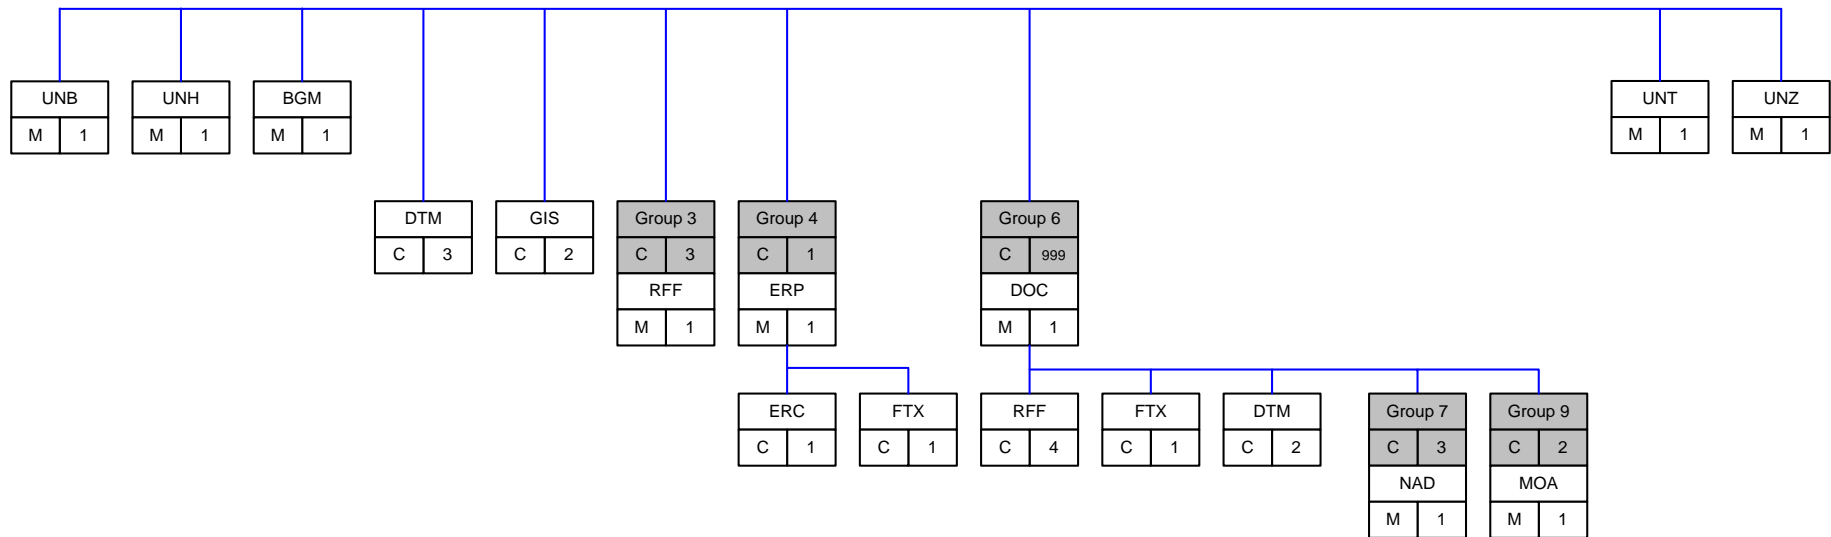 UNB UNH BGM UNT UNZ
M 1 M 1 M 1 M 1 M 1
DTM GIS Group 3 Group 4 Group 6
C 3 C 2 C 3 C 1 C 999
RFF ERP DOC
M 1 M 1 M 1
ERC FTX RFF FTX DTM Group 7 Group 9
C 1 C 1 C 4 C 1 C 2 C 3 C 2
NAD MOA
M 1 M 1